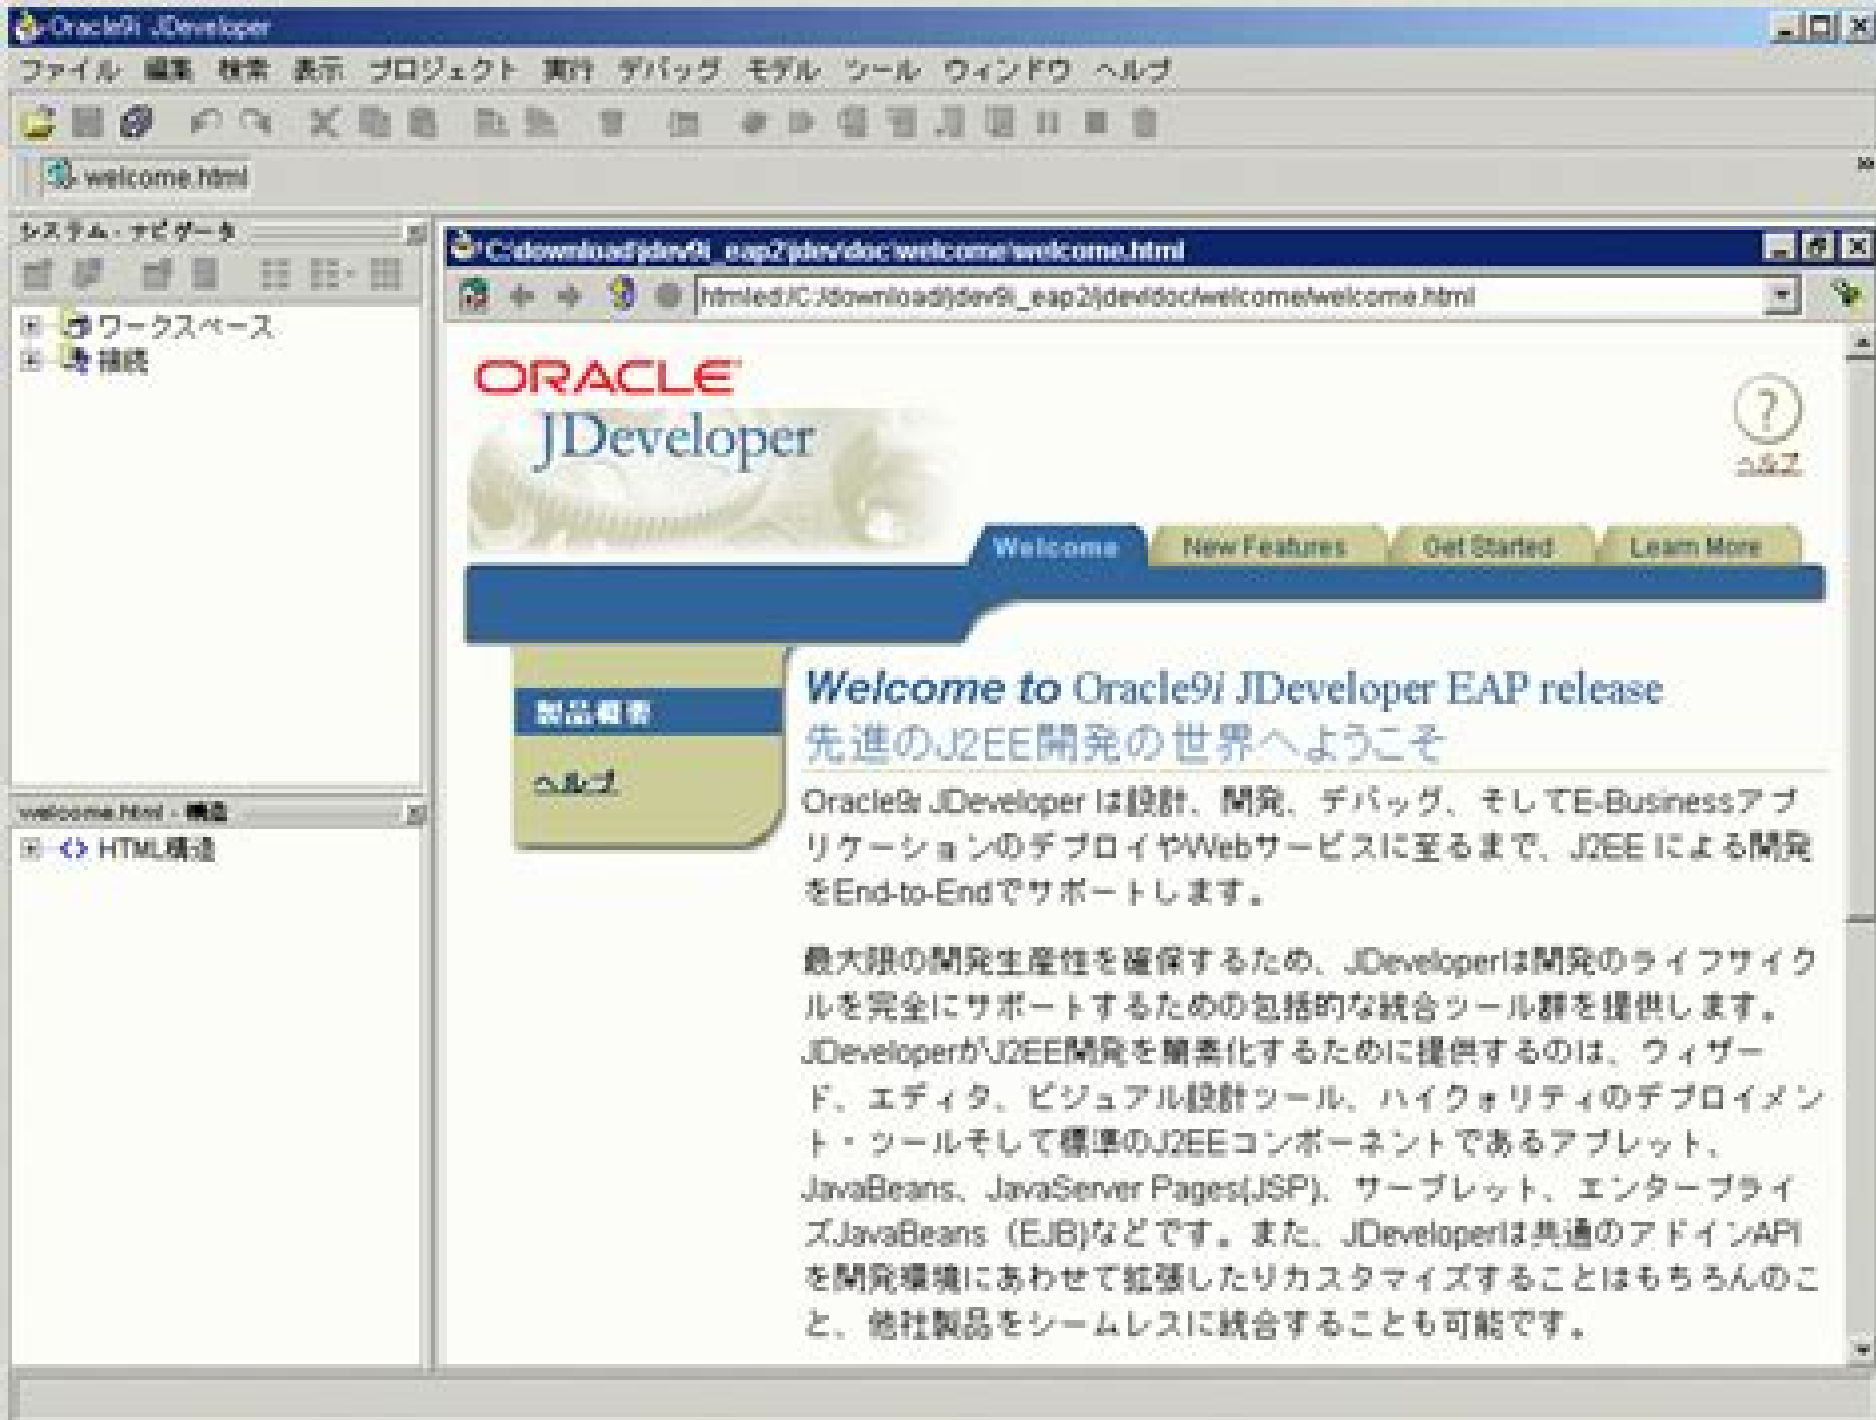 Oracle9i JDeveloper
ファイル 編集 検索 表示 プロジェクト 実行 デバッグ モデル ツール ウィンドウ ヘルプ
welcome.html
システム・ナビゲータ
ワークスペース
接続
welcome.html - 構造
HTML構造
C:\download\jdev9i_eap2\jdev\doc\welcome\welcome.html
htmled:/C:/download/jdev9i_eap2/jdev/doc/welcome/welcome.html
ORACLE
JDeveloper
?
ヘルプ
Welcome New Features Get Started Learn More
製品概要
ヘルプ
Welcome to Oracle9i JDeveloper EAP release
先進のJ2EE開発の世界へようこそ
Oracle9i JDeveloper は設計、開発、デバッグ、そしてE-Businessアプ
リケーションのデプロイやWebサービスに至るまで、J2EE による開発
をEnd-to-Endでサポートします。
最大限の開発生産性を確保するため、JDeveloperは開発のライフサイク
ルを完全にサポートするための包括的な統合ツール群を提供します。
JDeveloperがJ2EE開発を簡素化するために提供するのは、ウィザー
ド、エディタ、ビジュアル設計ツール、ハイクォリティのデプロイメン
ト・ツールそして標準のJ2EEコンポーネントであるアプレット、
JavaBeans、JavaServer Pages(JSP)、サーブレット、エンタープライ
ズJavaBeans（EJB)などです。また、JDeveloperは共通のアドインAPI
を開発環境にあわせて拡張したりカスタマイズすることはもちろんのこ
と、他社製品をシームレスに統合することも可能です。